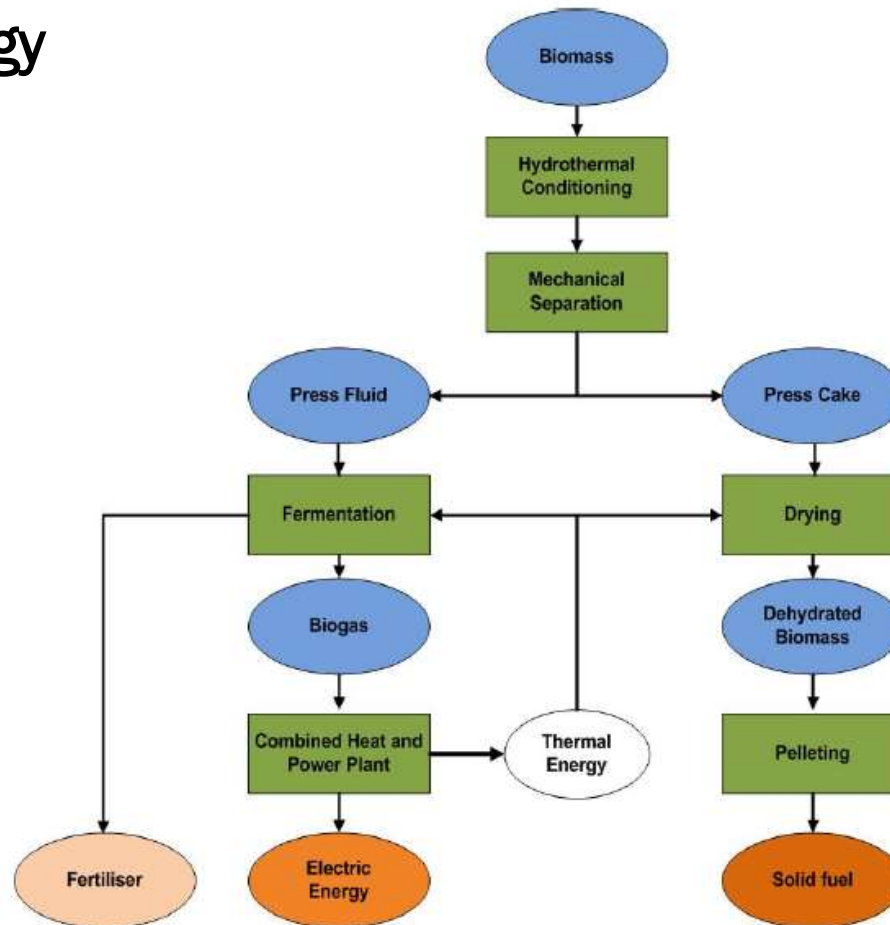 gy
Biomass
Hydrothermal
Conditioning
Mechanical
Separation
Press Fluid
Press Cake
Fermentation
Drying
Biogas
Dehydrated
Biomass
Combined Heat and
Power Plant
Thermal
Energy
Pelleting
Fertiliser
Electric
Energy
Solid fuel